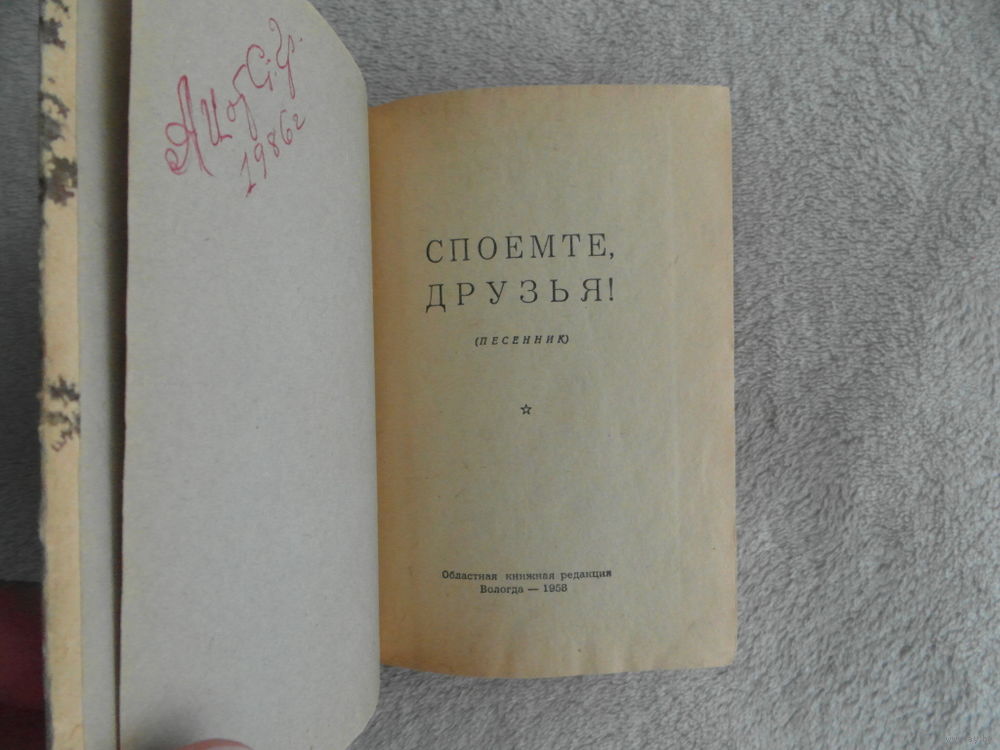 1986г
СПОЕМТЕ,
ДРУЗЬЯ!
(ПЕСЕННИК)
Областная книжная редакция
Вологда — 1958